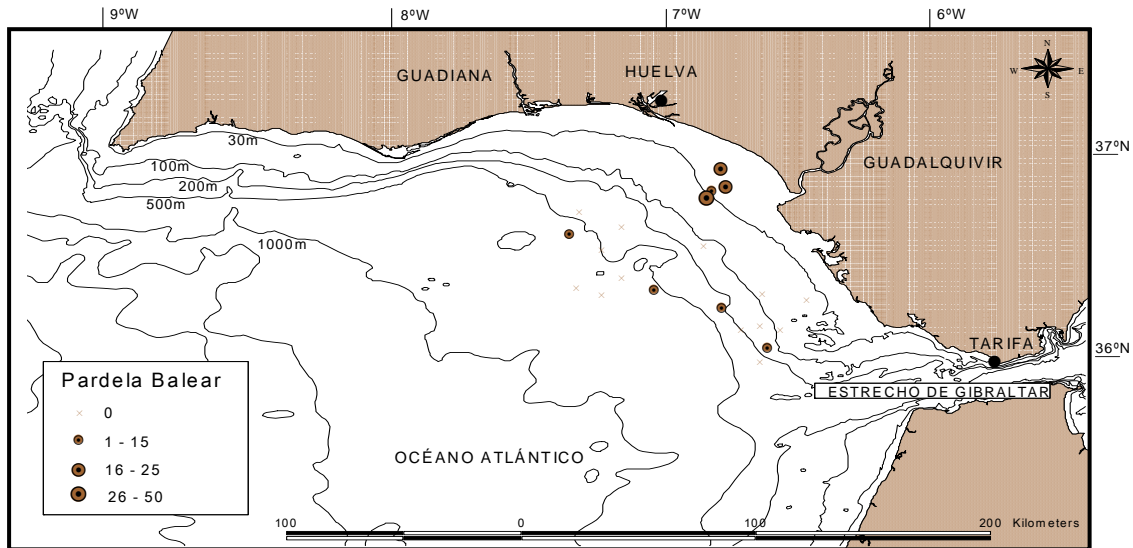 9ºW 8ºW 7ºW 6ºW
N
W E
S
GUADIANA
HUELVA
GUADALQUIVIR
37ºN
30m
100m
200m
500m
1000m
TARIFA
36ºN
ESTRECHO DE GIBRALTAR
OCÉANO ATLÁNTICO
Pardela Balear
0
1 - 15
16 - 25
26 - 50
100 0 100 200 Kilometers